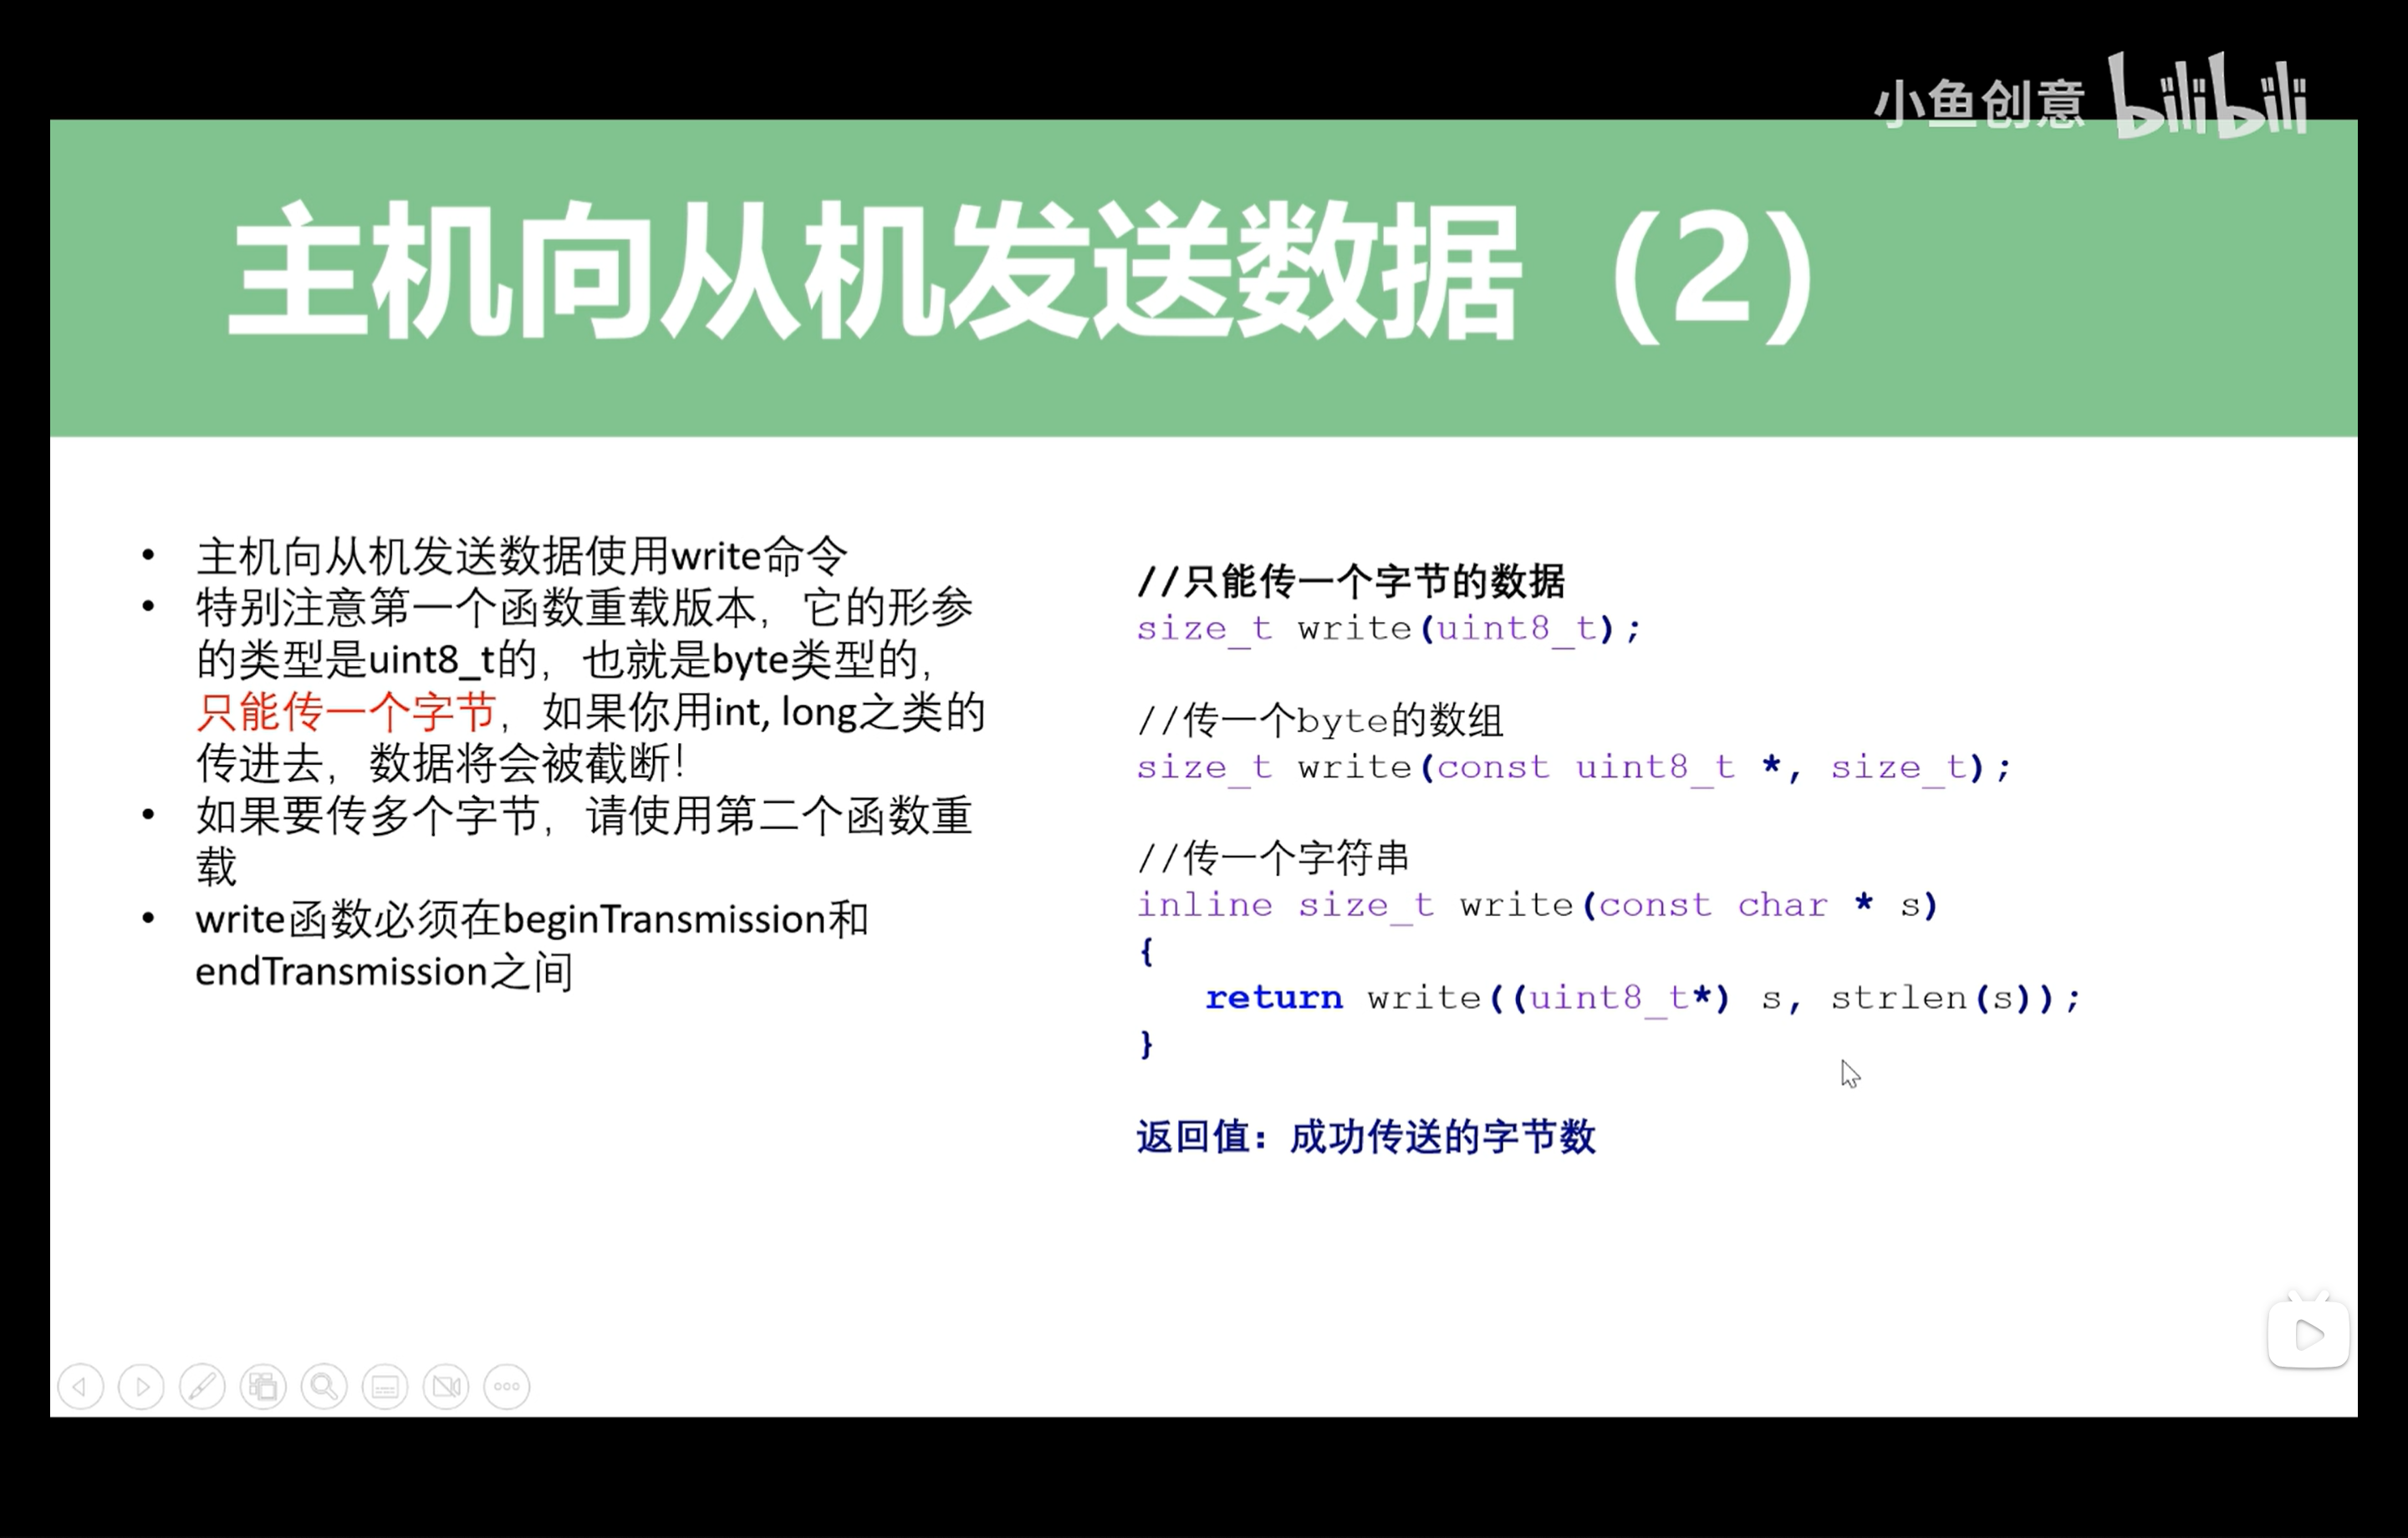 小鱼创意 bilibili
主机向从机发送数据（2）
• 主机向从机发送数据使用write命令
• 特别注意第一个函数重载版本，它的形参
的类型是uint8_t的，也就是byte类型的，
只能传一个字节，如果你用int, long之类的
传进去，数据将会被截断！
• 如果要传多个字节，请使用第二个函数重
载
• write函数必须在beginTransmission和
endTransmission之间
//只能传一个字节的数据
size_t write(uint8_t);
//传一个byte的数组
size_t write(const uint8_t *, size_t);
//传一个字符串
inline size_t write(const char * s)
{
return write((uint8_t*) s, strlen(s));
}
返回值：成功传送的字节数